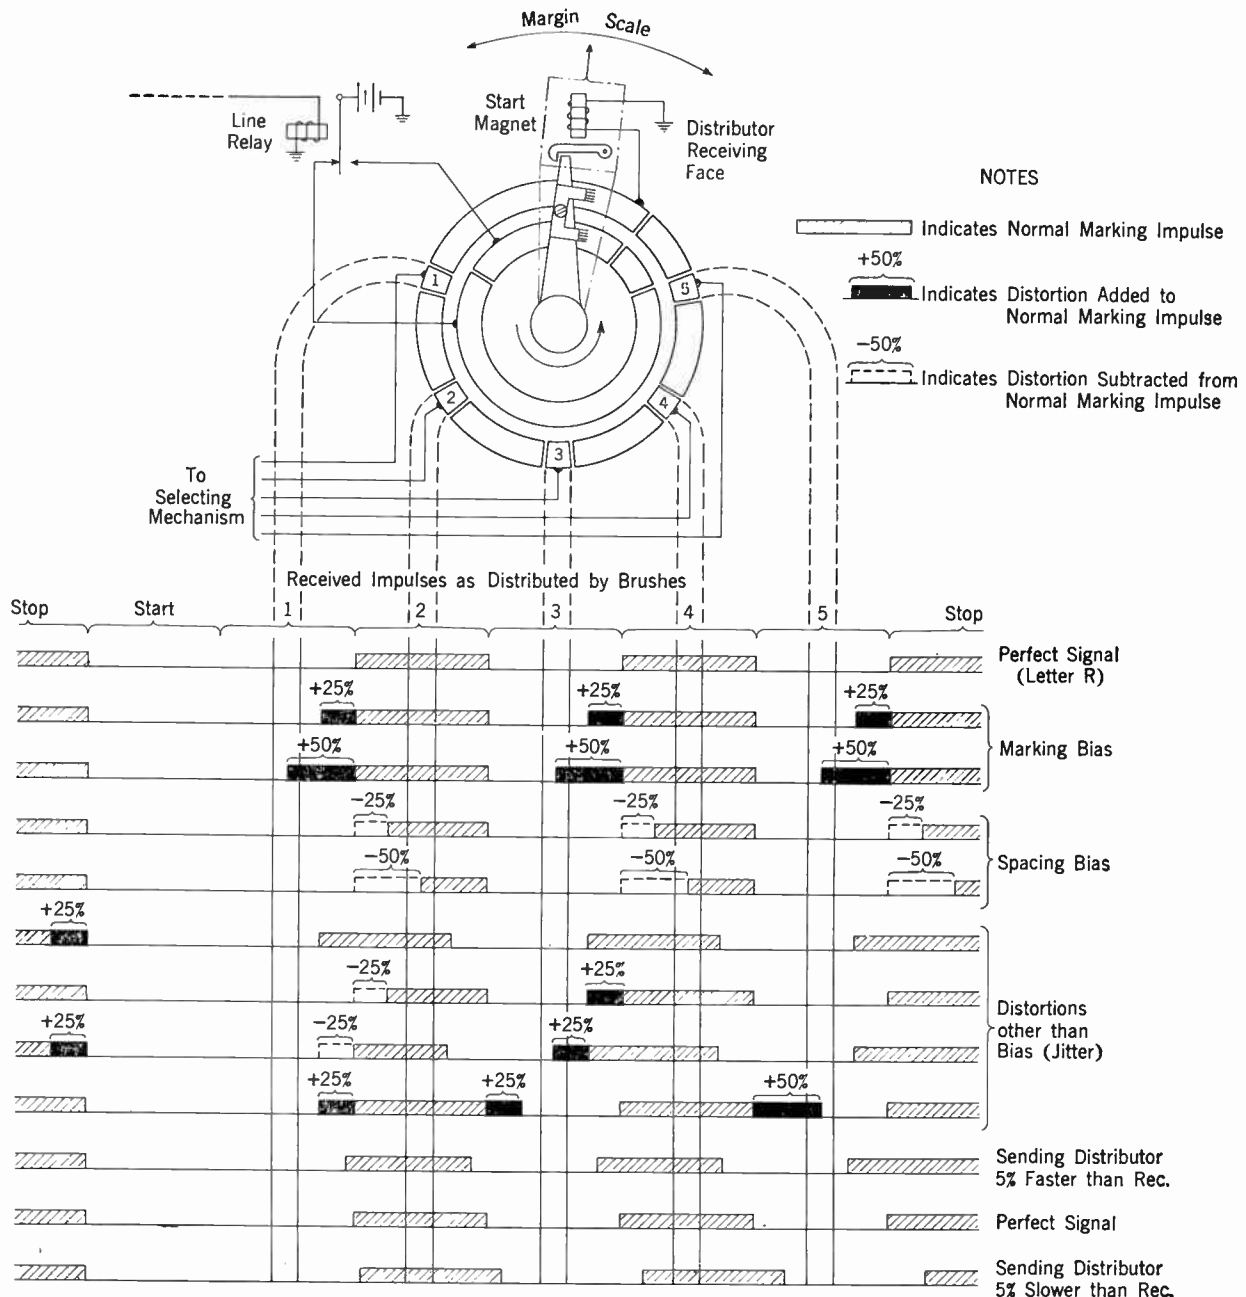 Margin Scale
Line
Relay
Start
Magnet
Distributor
Receiving
Face
NOTES
Indicates Normal Marking Impulse
+50%
Indicates Distortion Added to
Normal Marking Impulse
−50%
Indicates Distortion Subtracted from
Normal Marking Impulse
1
5
2
4
3
To
Selecting
Mechanism
Received Impulses as Distributed by Brushes
Stop Start 1 2 3 4 5 Stop
Perfect Signal
(Letter R)
+25% +25% +25%
Marking Bias
+50% +50% +50%
−25% −25% −25%
Spacing Bias
−50% −50% −50%
+25%
−25% +25%
Distortions
other than
Bias (Jitter)
+25% −25% +25%
+25% +25% +50%
Sending Distributor
5% Faster than Rec.
Perfect Signal
Sending Distributor
5% Slower than Rec.